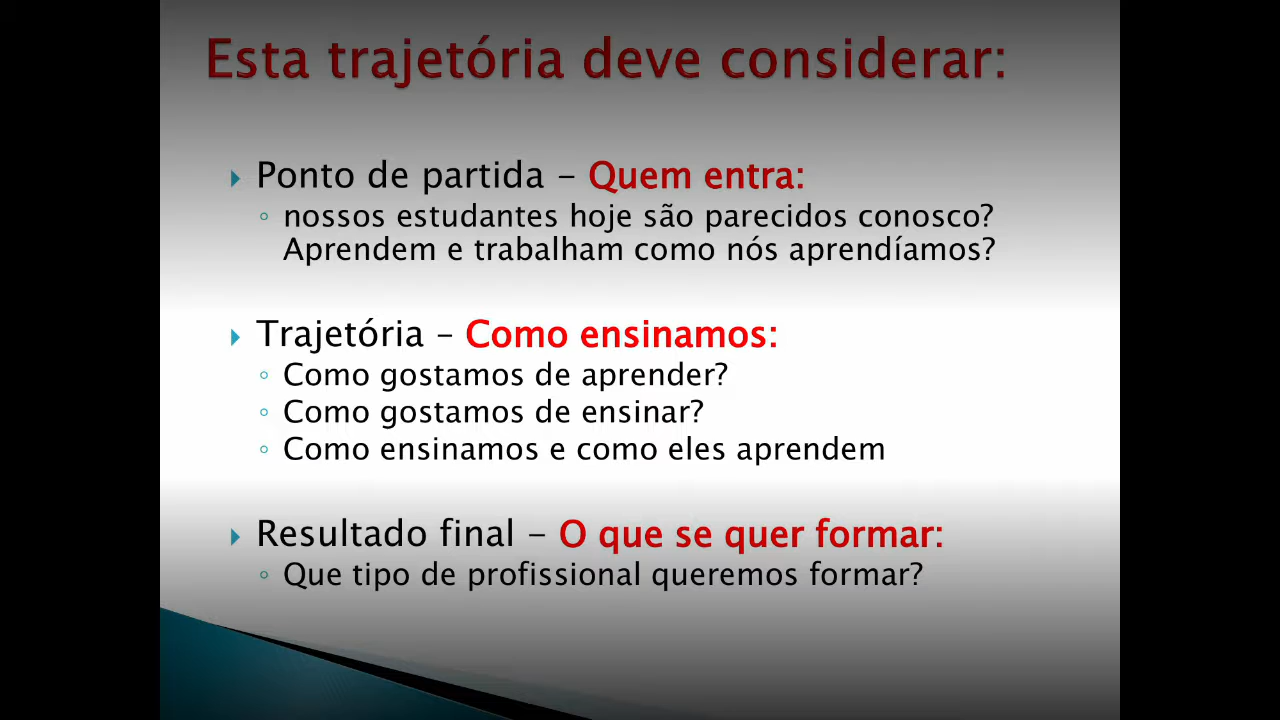 Esta trajetória deve considerar:
Ponto de partida – Quem entra:
nossos estudantes hoje são parecidos conosco?
Aprendem e trabalham como nós aprendíamos?
Trajetória – Como ensinamos:
Como gostamos de aprender?
Como gostamos de ensinar?
Como ensinamos e como eles aprendem
Resultado final – O que se quer formar:
Que tipo de profissional queremos formar?